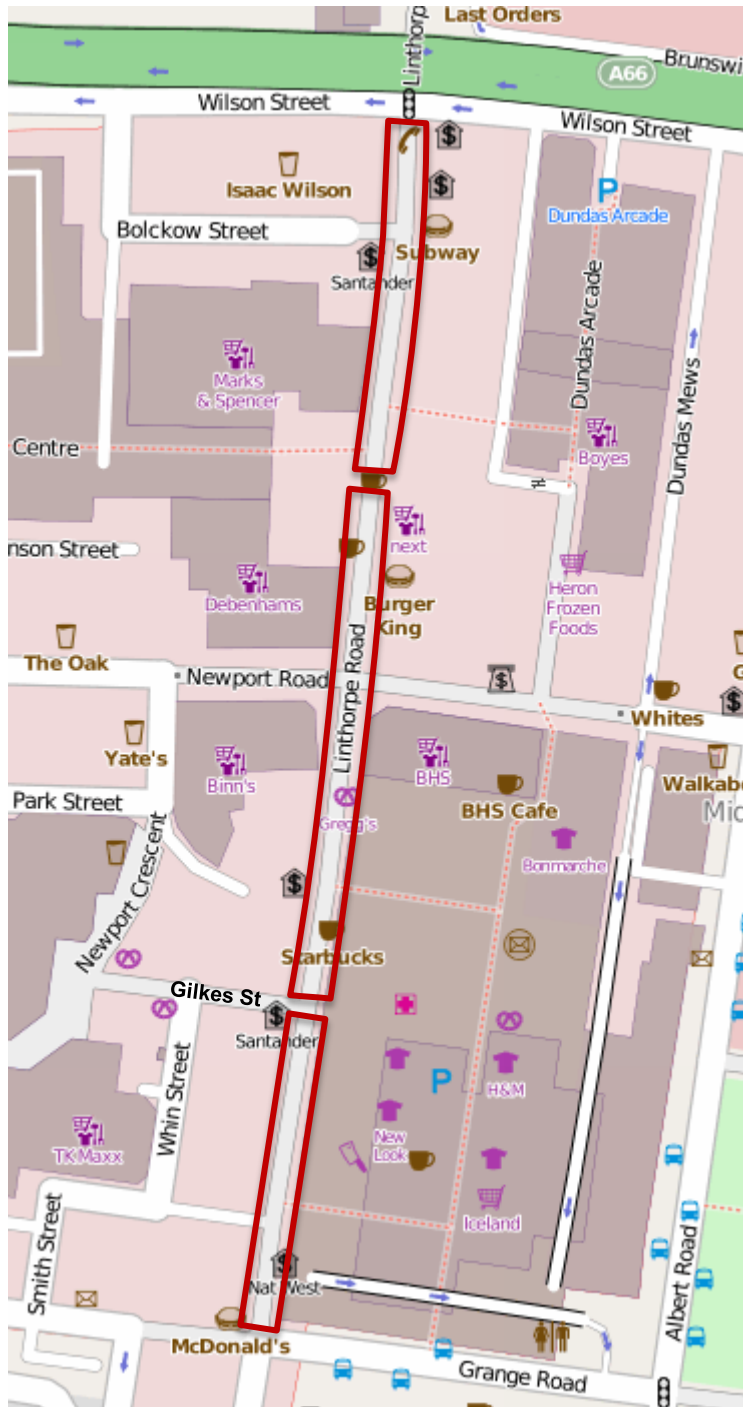 Last Orders
Linthorp
Brunswi
A66
Wilson Street
Wilson Street
Isaac Wilson
P
Dundas Arcade
Bolckow Street
Subway
$
Santander
Dundas Arcade
Marks
& Spencer
Dundas Mews
Centre
Boyes
next
nson Street
Debenhams
Burger
King
Heron
Frozen
Foods
The Oak
Newport Road
$
Whites
Linthorpe Road
Yate's
Binn's
BHS
BHS Cafe
Walkab
Park Street
Gregg's
Mic
Newport Crescent
Bonmarche
Starbucks
Gilkes St
Santander
P
H&M
Whin Street
New
Look
TK Maxx
Iceland
Smith Street
Albert Road
Nat West
McDonald's
Grange Road